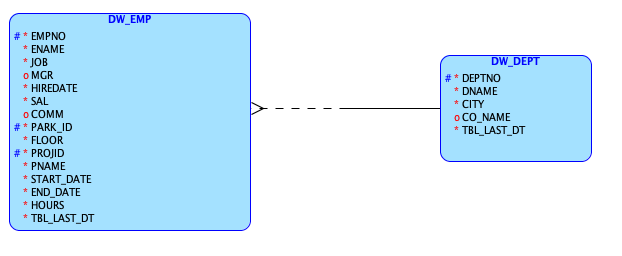 DW_EMP
# * EMPNO
* ENAME
* JOB
o MGR
* HIREDATE
* SAL
o COMM
# * PARK_ID
* FLOOR
# * PROJID
* PNAME
* START_DATE
* END_DATE
* HOURS
* TBL_LAST_DT
DW_DEPT
# * DEPTNO
* DNAME
* CITY
o CO_NAME
* TBL_LAST_DT